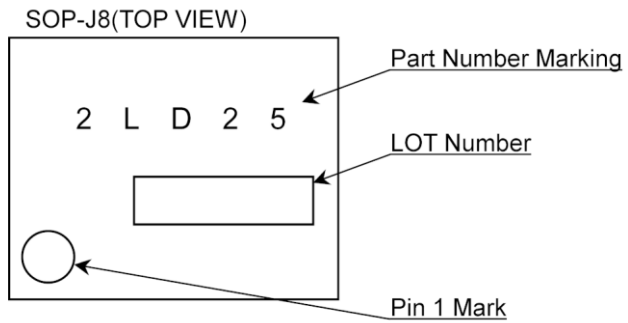 SOP-J8(TOP VIEW)
Part Number Marking
2 L D 2 5
LOT Number
Pin 1 Mark